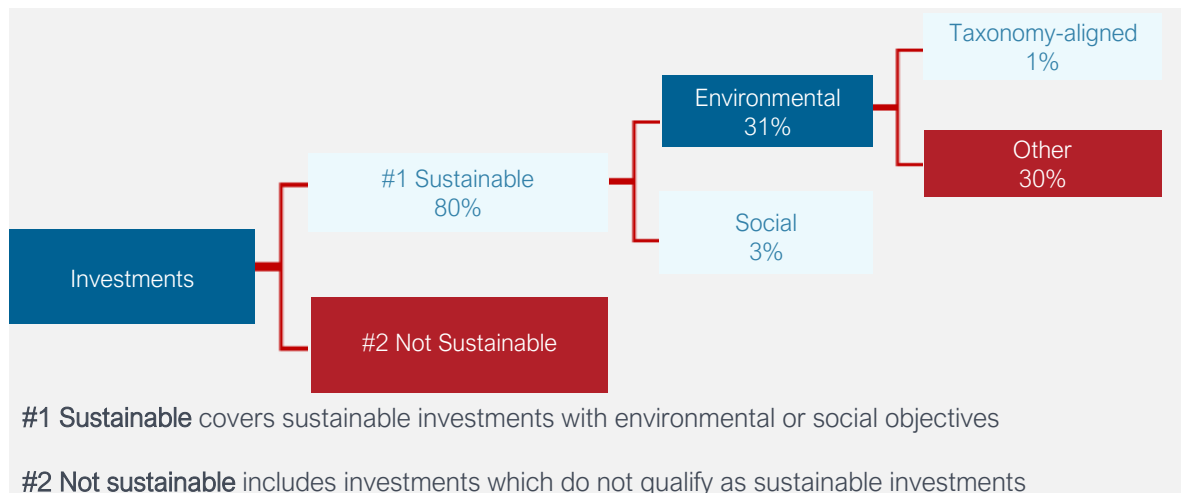 Taxonomy-aligned
1%
Environmental
31%
Other
30%
#1 Sustainable
80%
Social
3%
Investments
#2 Not Sustainable
#1 Sustainable covers sustainable investments with environmental or social objectives
#2 Not sustainable includes investments which do not qualify as sustainable investments